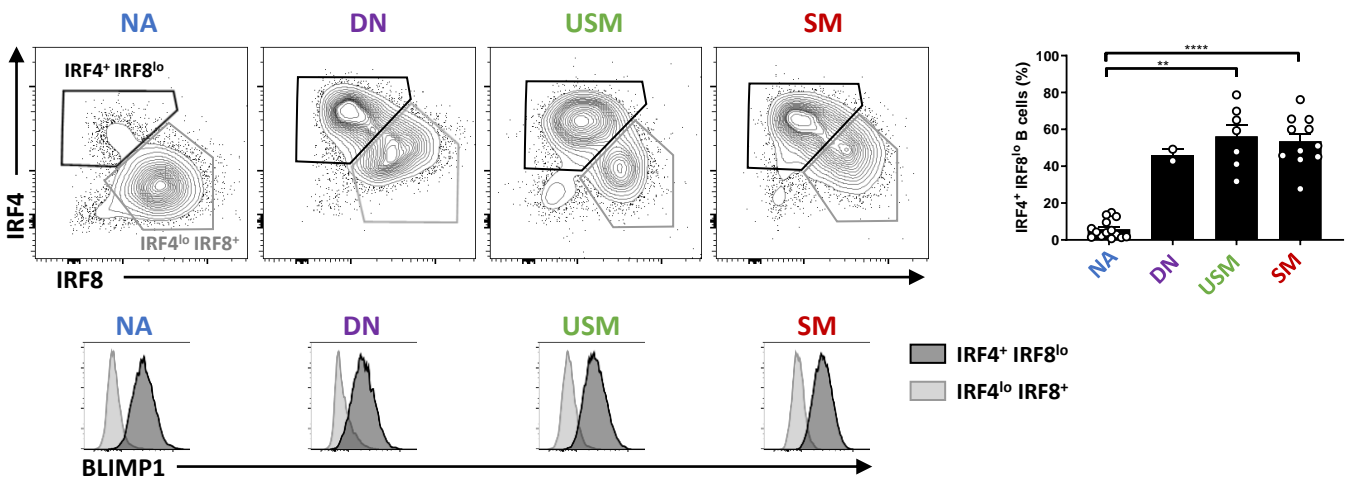 NA DN USM SM
IRF4⁺ IRF8ˡᵒ
IRF4ˡᵒ IRF8⁺
IRF4
IRF8
IRF4⁺ IRF8ˡᵒ B cells (%)
100
80
60
40
20
0
****
**
NA DN USM SM
NA DN USM SM
IRF4⁺ IRF8ˡᵒ
IRF4ˡᵒ IRF8⁺
BLIMP1